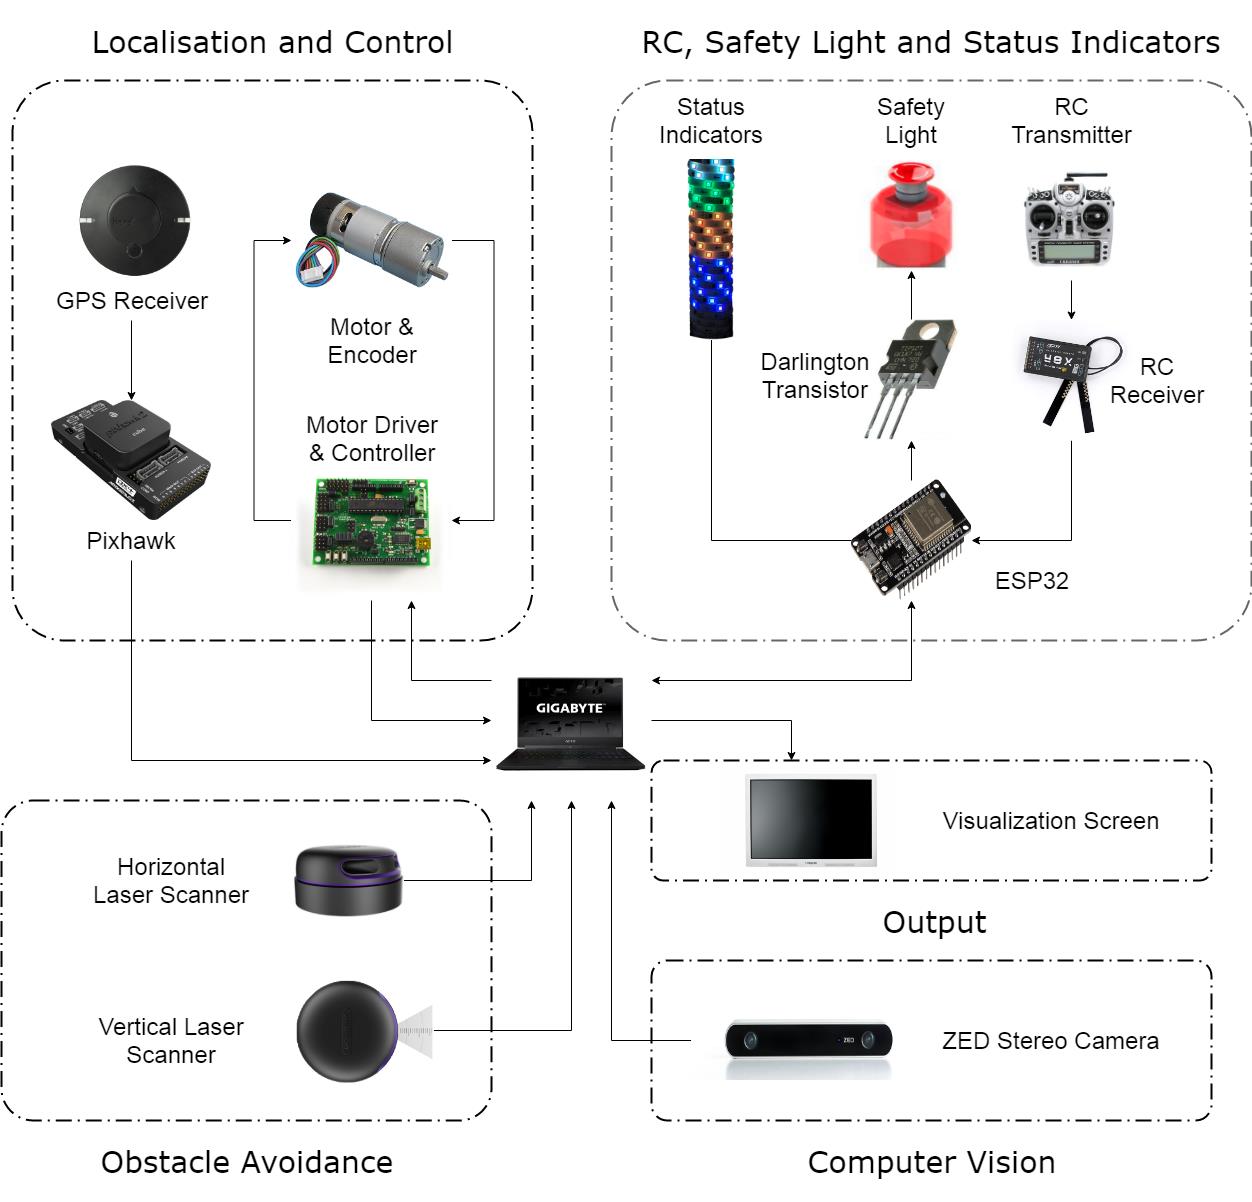 Localisation and Control
RC, Safety Light and Status Indicators
Status
Indicators
Safety
Light
RC
Transmitter
GPS Receiver
Motor &
Encoder
Darlington
Transistor
X8R
RC
Receiver
Motor Driver
& Controller
Pixhawk
ESP32
GIGABYTE
Horizontal
Laser Scanner
Visualization Screen
Output
Vertical Laser
Scanner
ZED
ZED Stereo Camera
Obstacle Avoidance
Computer Vision